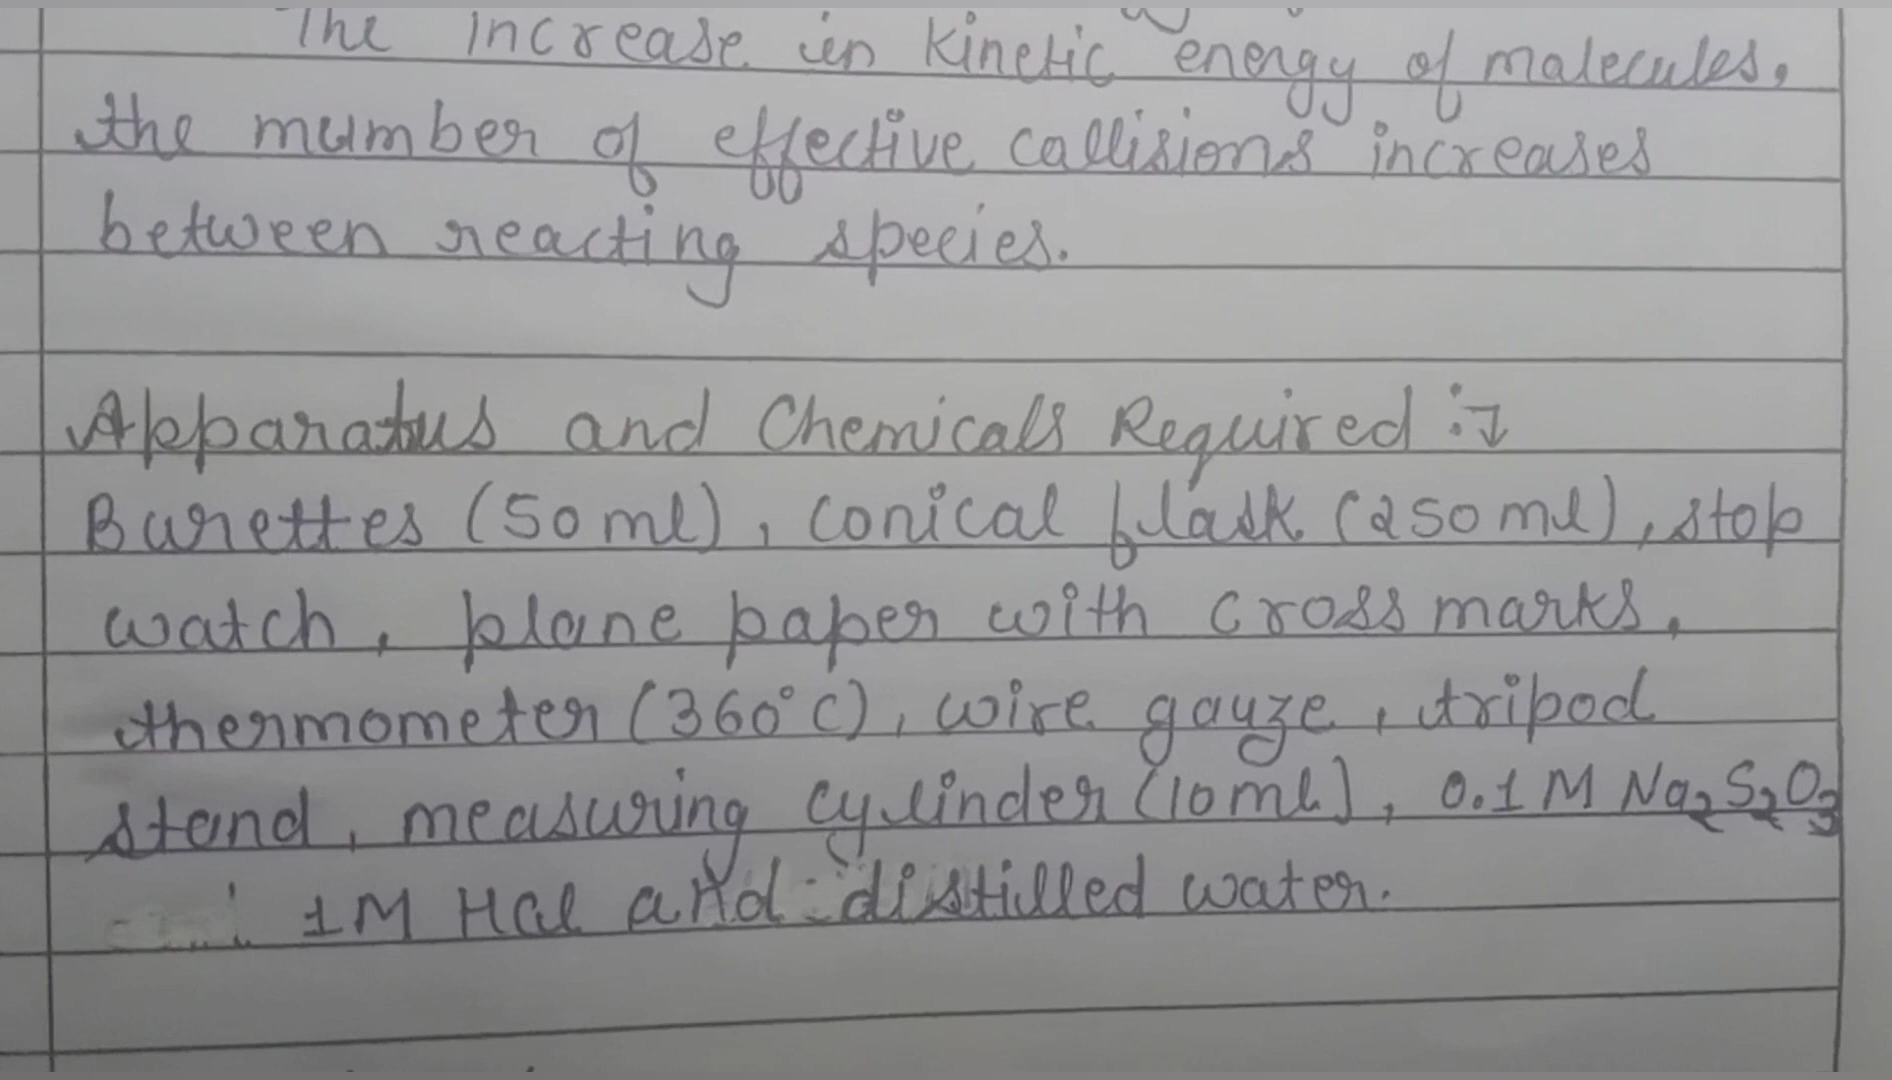 The increase in kinetic energy of molecules,
the number of effective collisions increases
between reacting species.
Apparatus and Chemicals Required :-
Burettes (50 ml), conical flask (250 ml), stop
watch, plane paper with cross marks,
thermometer (360°C), wire gauze, tripod
stand, measuring cylinder (10 ml), 0.1 M Na₂S₂O₃
1M HCl and distilled water.